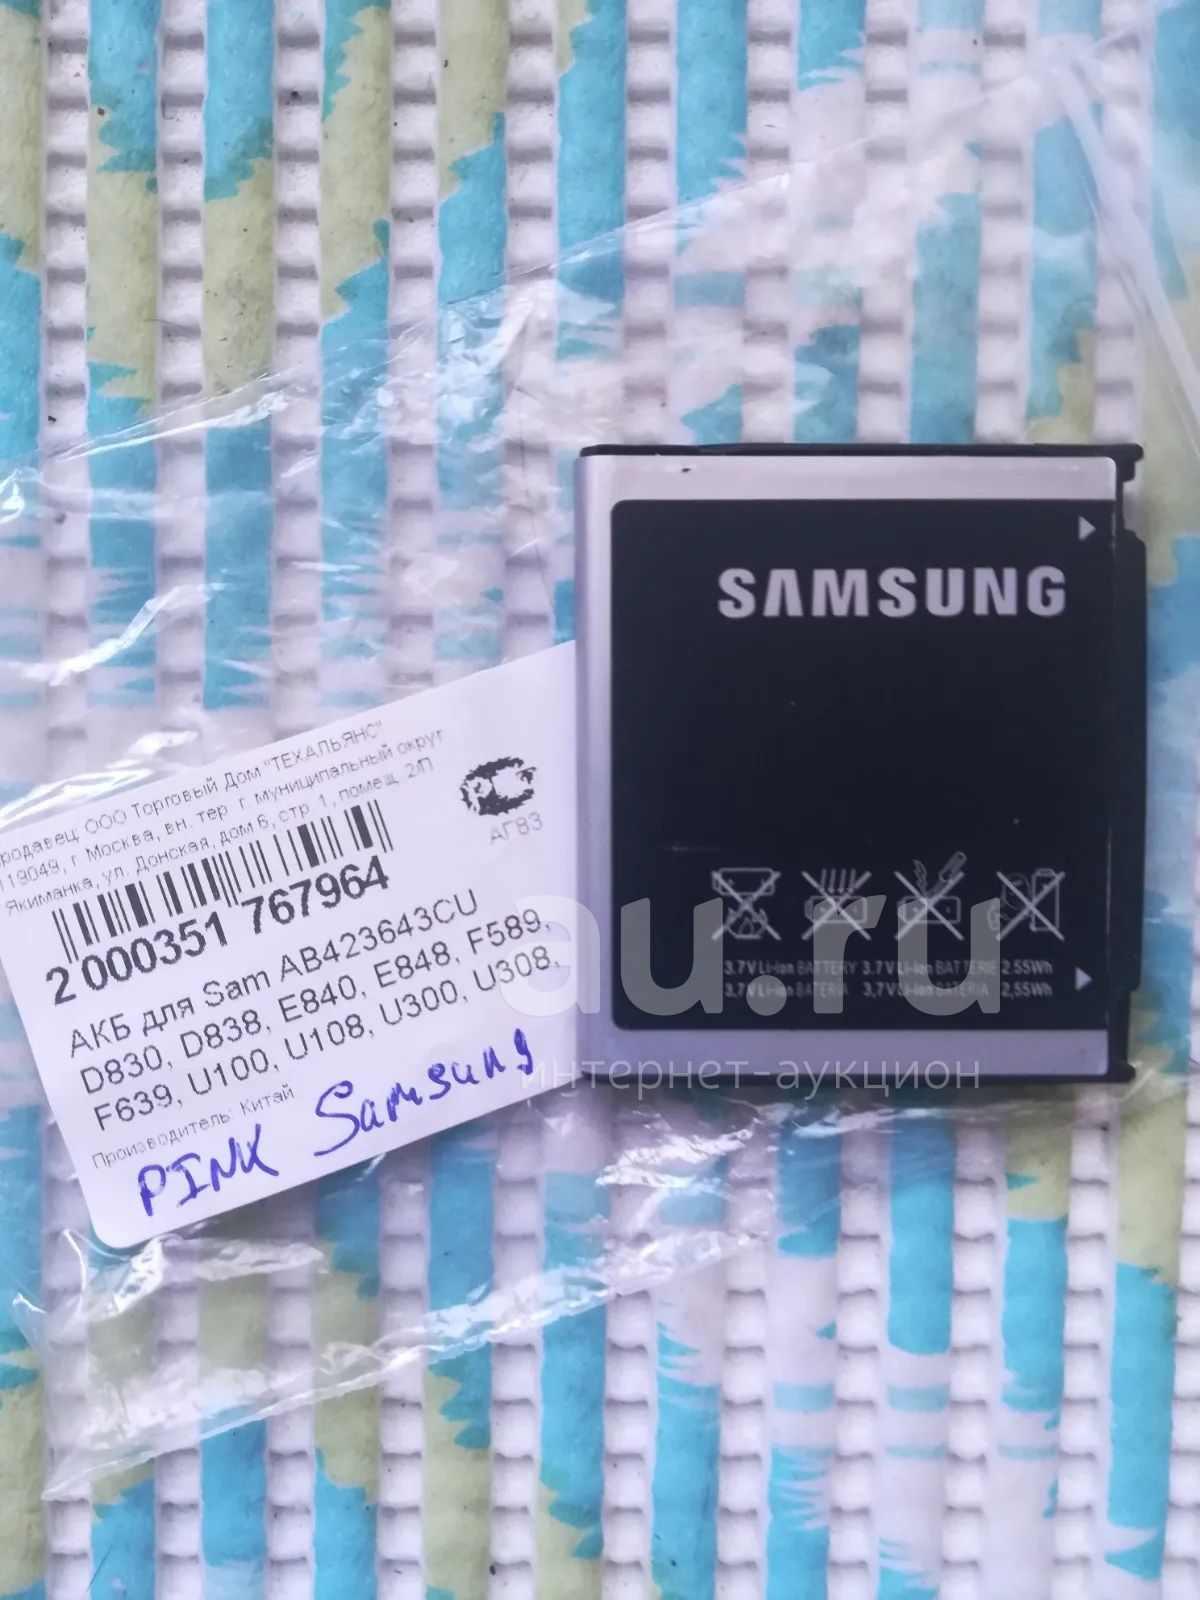 SAMSUNG
3.7V Li-ion BATTERY 3.7V Li-ion BATTERIE 2.55Wh
3,7V Li-ion BATERÍA 3,7V Li-ion BATERIA 2,55Wh
родавец: ООО Торговый Дом "ТЕХАЛЬЯНС"
119049, г. Москва, вн. тер. г. муниципальный округ
Якиманка, ул. Донская, дом 6, стр. 1, помещ. 2/П
2 000351 767964
РС
АГ83
АКБ для Sam AB423643CU
D830, D838, E840, E848, F589,
F639, U100, U108, U300, U308,
Производитель: Китай
PINK Samsung
au.ru
интернет-аукцион